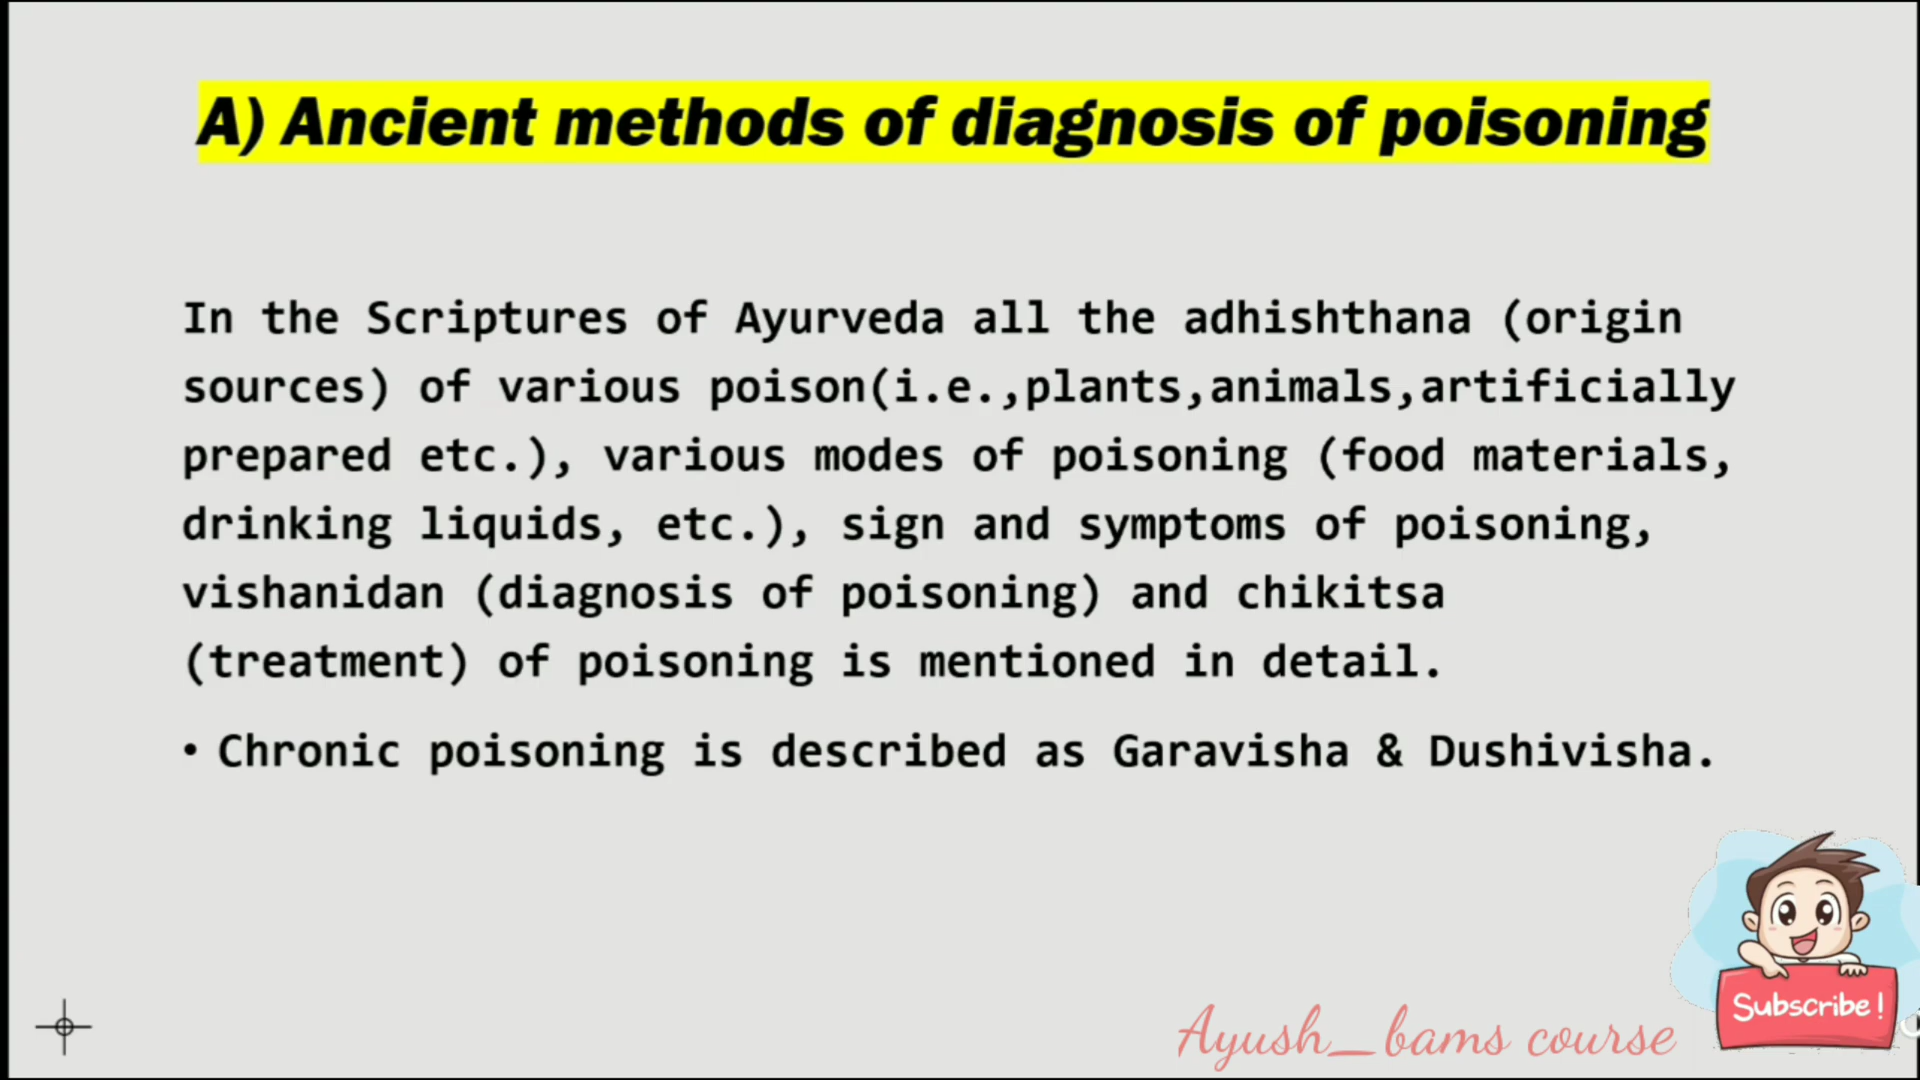 A) Ancient methods of diagnosis of poisoning
In the Scriptures of Ayurveda all the adhishthana (origin
sources) of various poison(i.e.,plants,animals,artificially
prepared etc.), various modes of poisoning (food materials,
drinking liquids, etc.), sign and symptoms of poisoning,
vishanidan (diagnosis of poisoning) and chikitsa
(treatment) of poisoning is mentioned in detail.
• Chronic poisoning is described as Garavisha & Dushivisha.
Subscribe!
Ayush_bams course